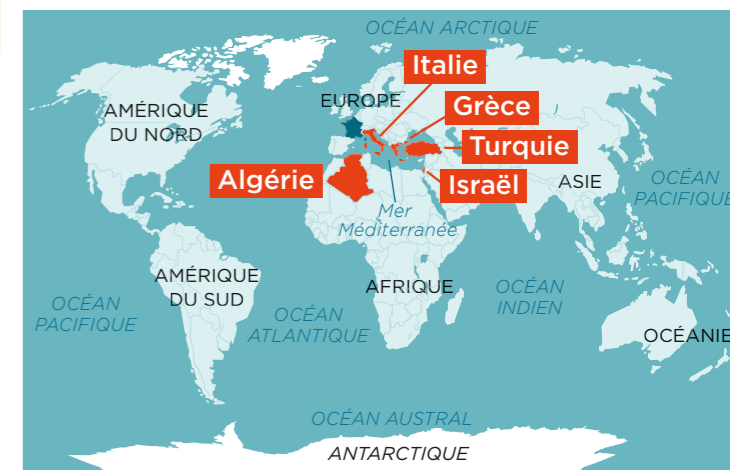 OCÉAN ARCTIQUE
Italie
EUROPE
Grèce
AMÉRIQUE
DU NORD
Turquie
Algérie
Israël
ASIE
OCÉAN
PACIFIQUE
Mer
Méditerranée
AMÉRIQUE
DU SUD
AFRIQUE
OCÉAN
INDIEN
OCÉAN
PACIFIQUE
OCÉAN
ATLANTIQUE
OCÉANIE
OCÉAN AUSTRAL
ANTARCTIQUE